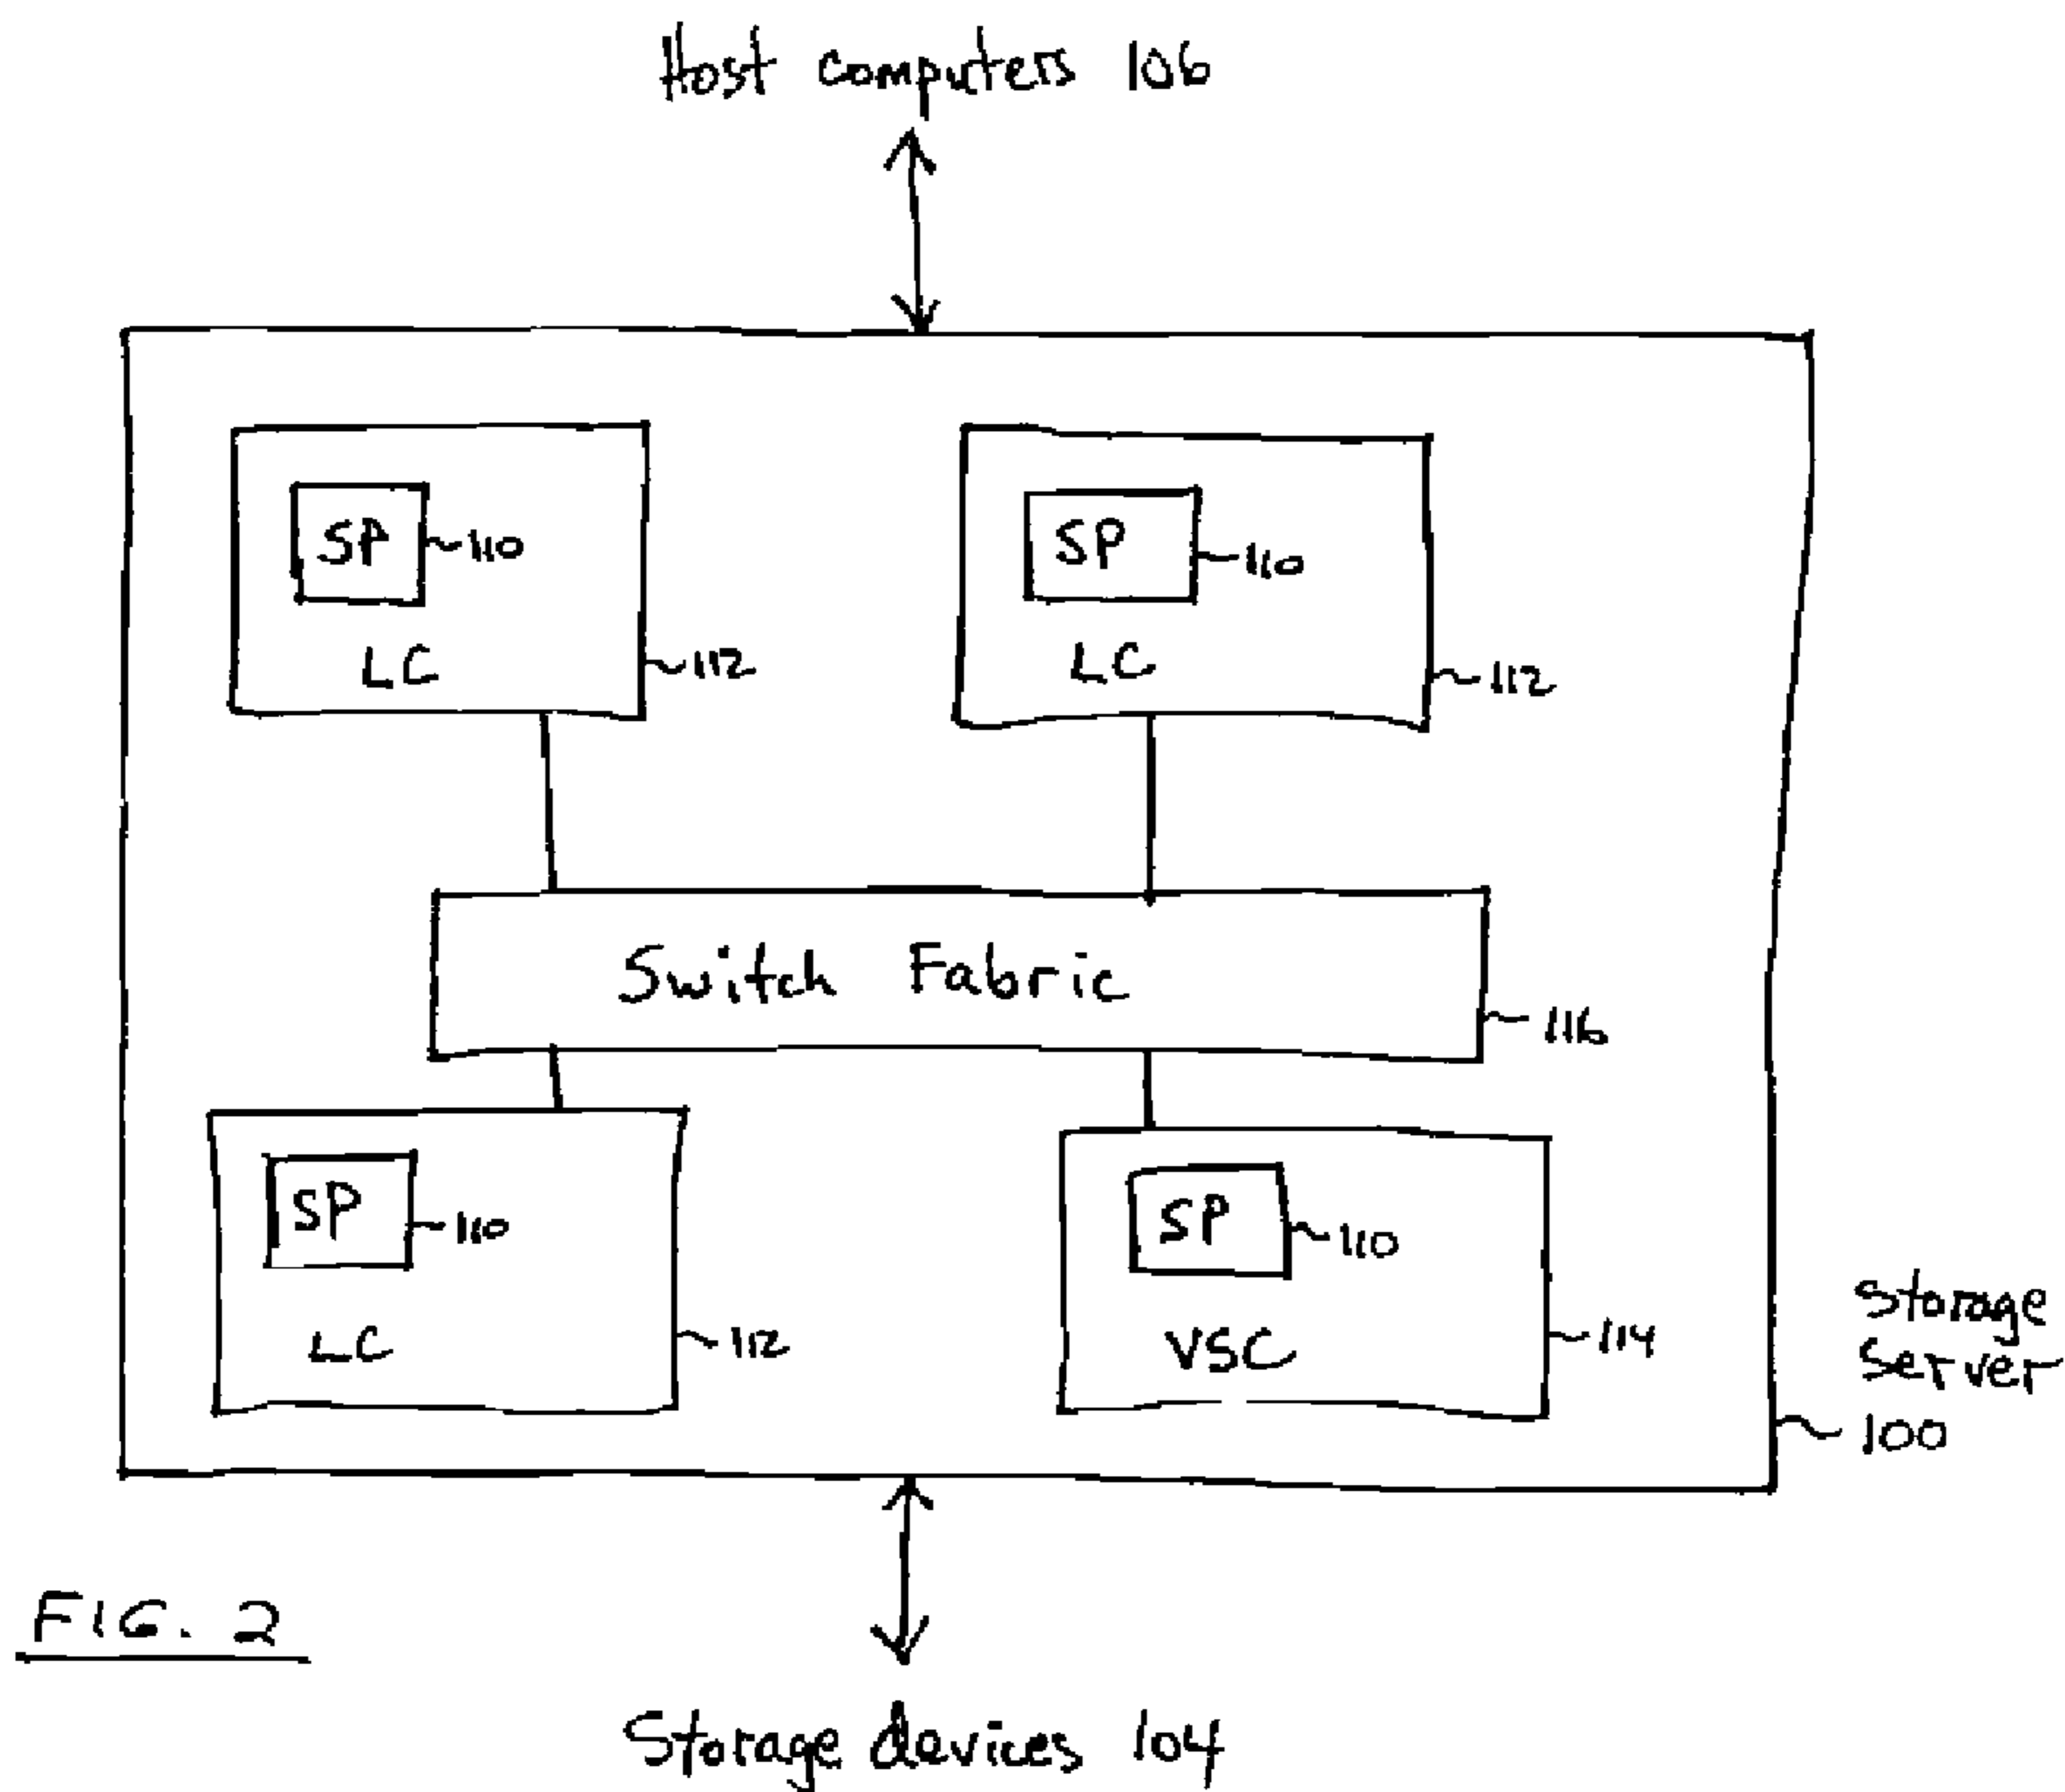 Host computers 106
SP 110
LC 112
SP 110
LC 112
Switch Fabric
116
SP 110
LC 112
SP 110
VSC 114
Storage
Server
100
FIG. 2
Storage devices 104